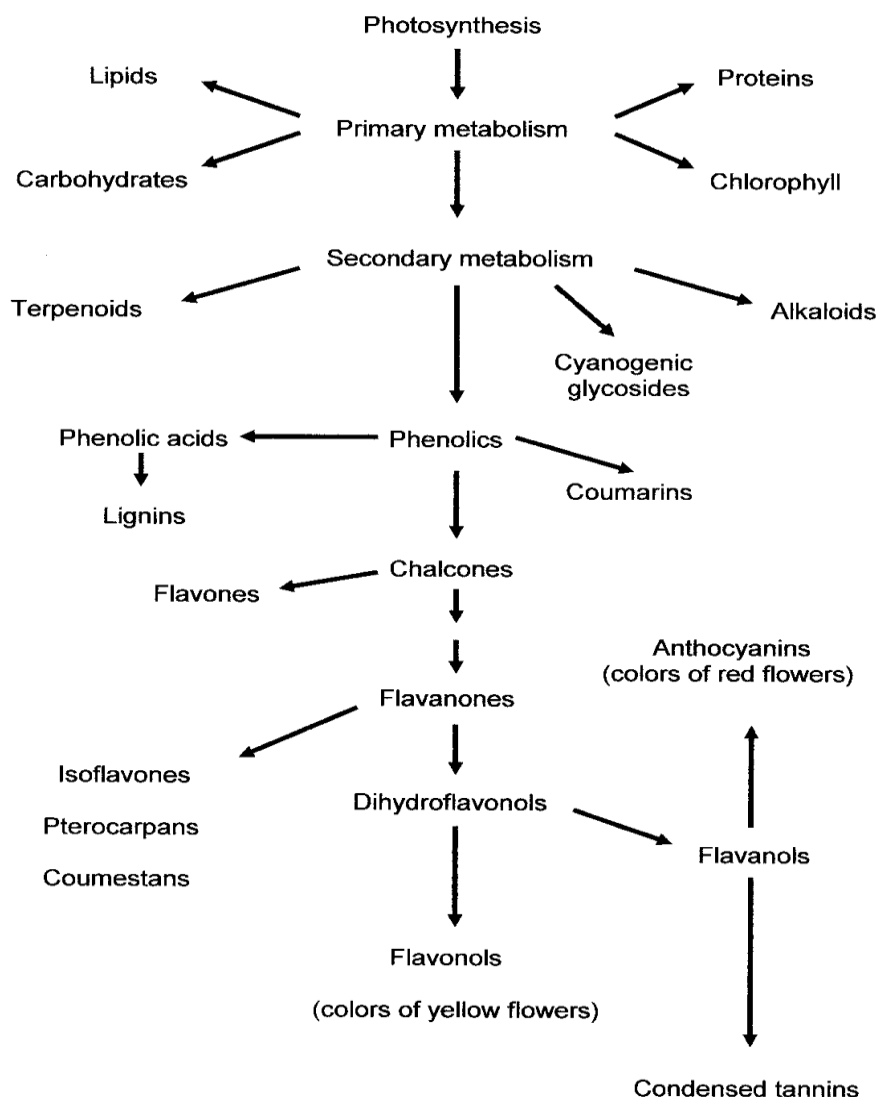 Photosynthesis
Lipids
Proteins
Primary metabolism
Carbohydrates
Chlorophyll
Secondary metabolism
Terpenoids
Alkaloids
Cyanogenic
glycosides
Phenolic acids
Phenolics
Coumarins
Lignins
Chalcones
Flavones
Anthocyanins
(colors of red flowers)
Flavanones
Isoflavones
Dihydroflavonols
Pterocarpans
Flavanols
Coumestans
Flavonols
(colors of yellow flowers)
Condensed tannins